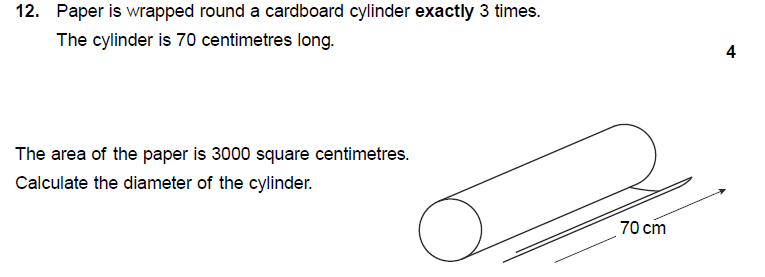 12. Paper is wrapped round a cardboard cylinder exactly 3 times.
The cylinder is 70 centimetres long.
4
The area of the paper is 3000 square centimetres.
Calculate the diameter of the cylinder.
70 cm